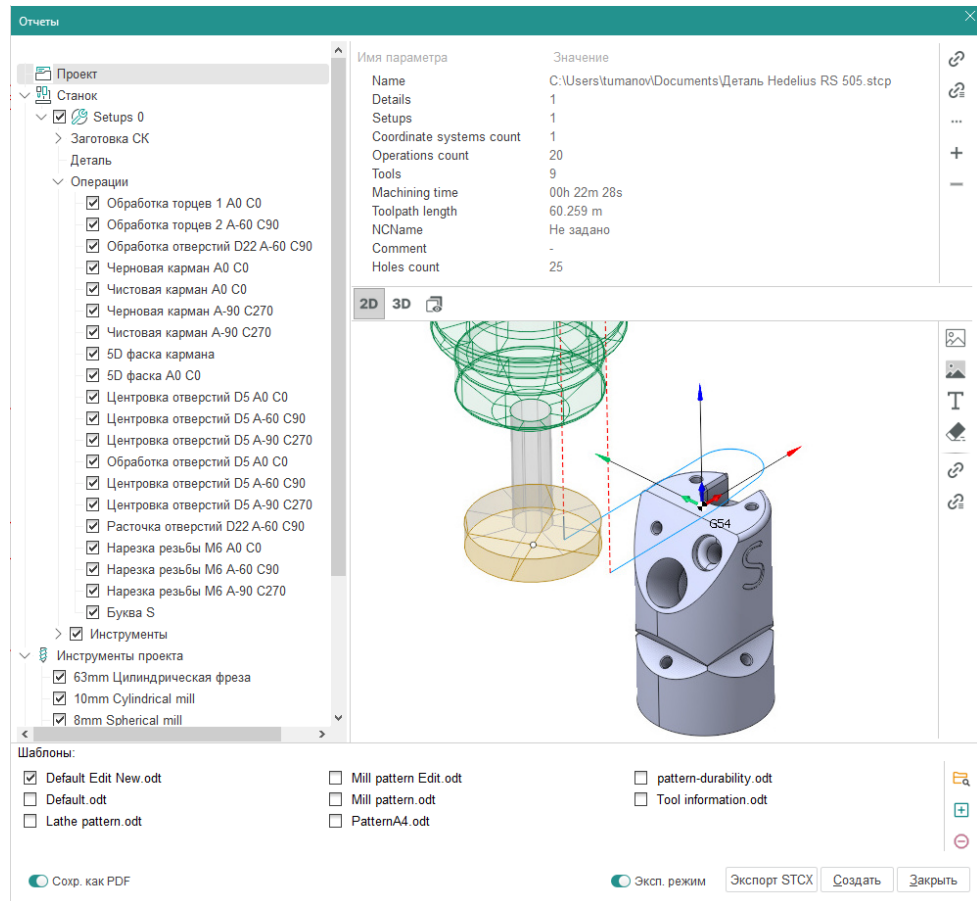 Отчеты
Проект
Станок
Setups 0
Заготовка СК
Деталь
Операции
Обработка торцев 1 A0 C0
Обработка торцев 2 A-60 C90
Обработка отверстий D22 A-60 C90
Черновая карман A0 C0
Чистовая карман A0 C0
Черновая карман A-90 C270
Чистовая карман A-90 C270
5D фаска кармана
5D фаска A0 C0
Центровка отверстий D5 A0 C0
Центровка отверстий D5 A-60 C90
Центровка отверстий D5 A-90 C270
Обработка отверстий D5 A0 C0
Центровка отверстий D5 A-60 C90
Центровка отверстий D5 A-90 C270
Расточка отверстий D22 A-60 C90
Нарезка резьбы M6 A0 C0
Нарезка резьбы M6 A-60 C90
Нарезка резьбы M6 A-90 C270
Буква S
Инструменты
Инструменты проекта
63mm Ципиндрическая фреза
10mm Cylindrical mill
8mm Spherical mill
Имя параметра Значение
Name C:\Users\tumanov\Documents\Деталь Hedelius RS 505.stcp
Details 1
Setups 1
Coordinate systems count 1
Operations count 20
Tools 9
Machining time 00h 22m 28s
Toolpath length 60.259 m
NCName Не задано
Comment -
Holes count 25
2D 3D
G54
S
T
Шаблоны:
Default Edit New.odt Mill pattern Edit.odt pattern-durability.odt
Default.odt Mill pattern.odt Tool information.odt
Lathe pattern.odt PatternA4.odt
Сохр. как PDF Эксп. режим Экспорт STCX Создать Закрыть